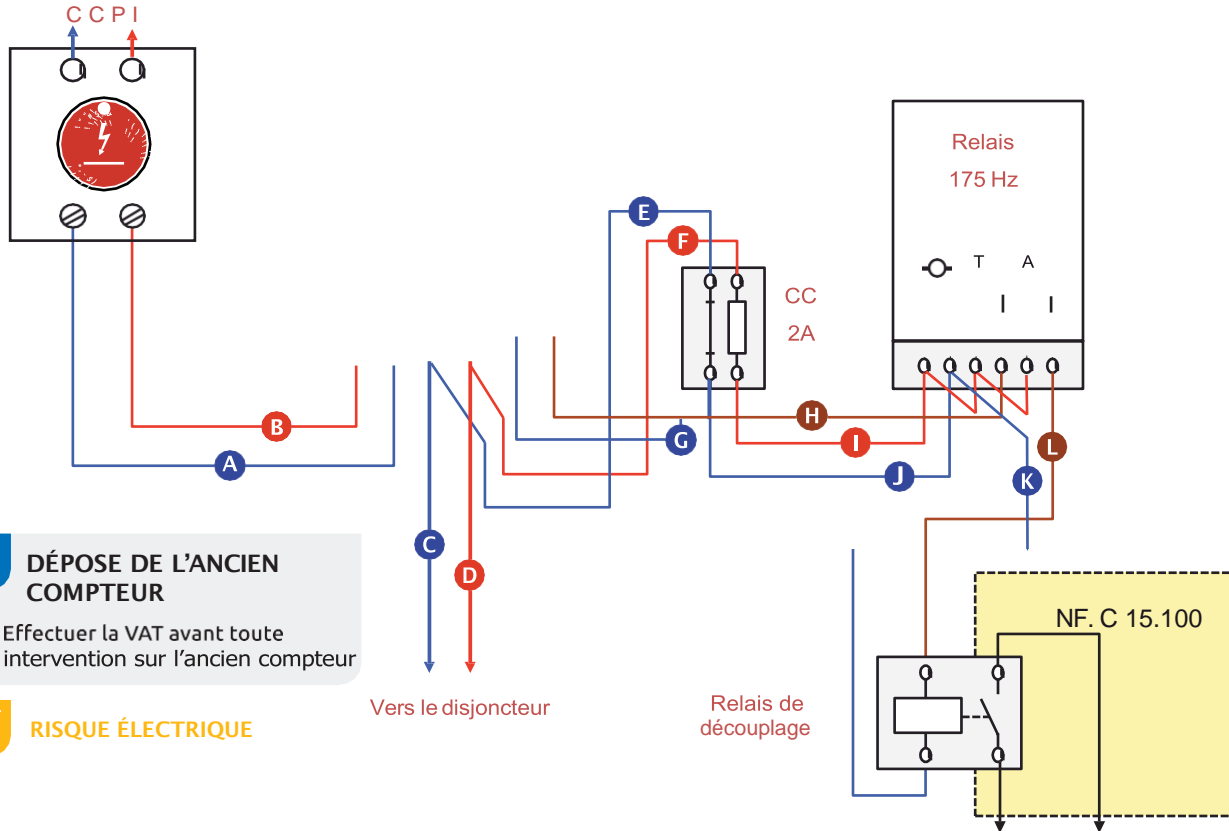 C C P I
Relais
175 Hz
T A
E
F
CC
2A
H
B
G
I
L
A
J
K
C
D
DÉPOSE DE L'ANCIEN
COMPTEUR
Effectuer la VAT avant toute
intervention sur l'ancien compteur
RISQUE ÉLECTRIQUE
Vers le disjoncteur
Relais de
découplage
NF. C 15.100